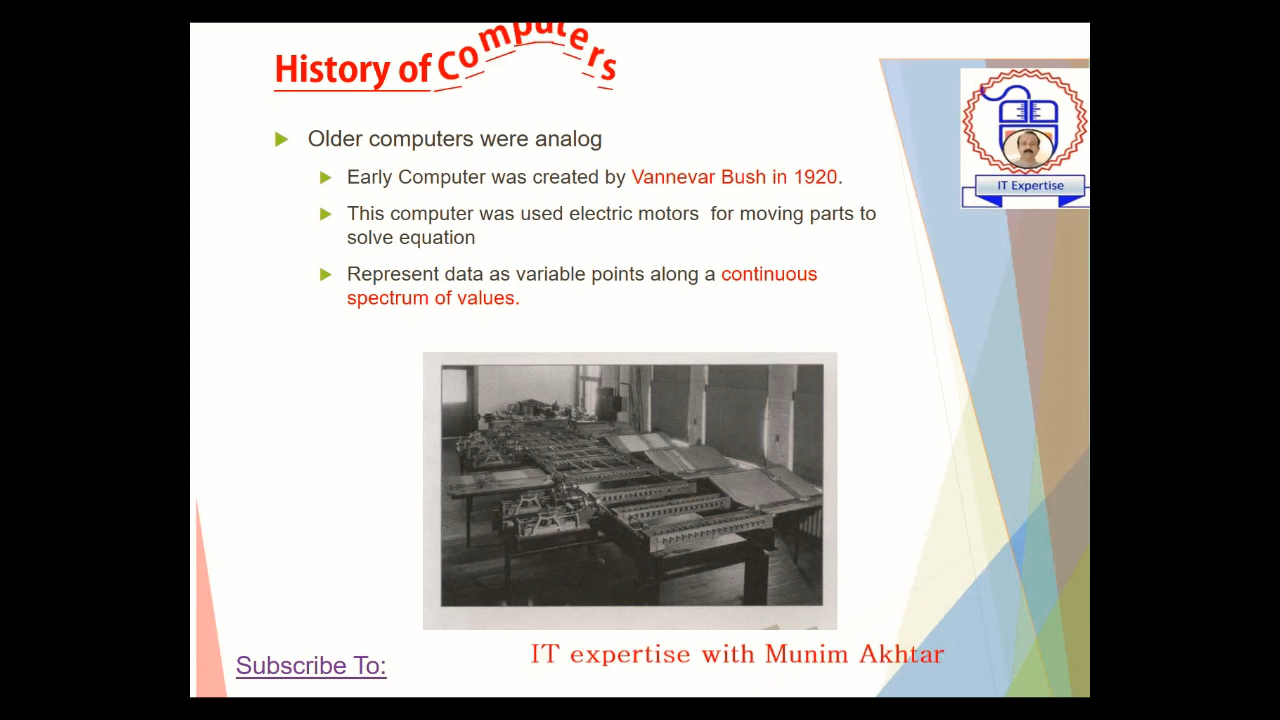 History of Computers
Older computers were analog
Early Computer was created by Vannevar Bush in 1920.
This computer was used electric motors for moving parts to
solve equation
Represent data as variable points along a continuous
spectrum of values.
IT Expertise
IT expertise with Munim Akhtar
Subscribe To: